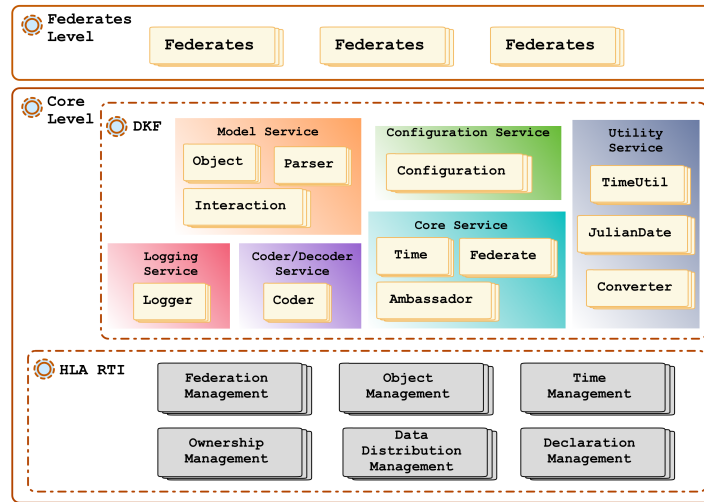 Federates
Level
Federates
Federates
Federates
Core
Level
DKF
Model Service
Object
Parser
Interaction
Configuration Service
Configuration
Utility
Service
TimeUtil
JulianDate
Converter
Logging
Service
Logger
Coder/Decoder
Service
Coder
Core Service
Time
Federate
Ambassador
HLA RTI
Federation
Management
Object
Management
Time
Management
Ownership
Management
Data
Distribution
Management
Declaration
Management